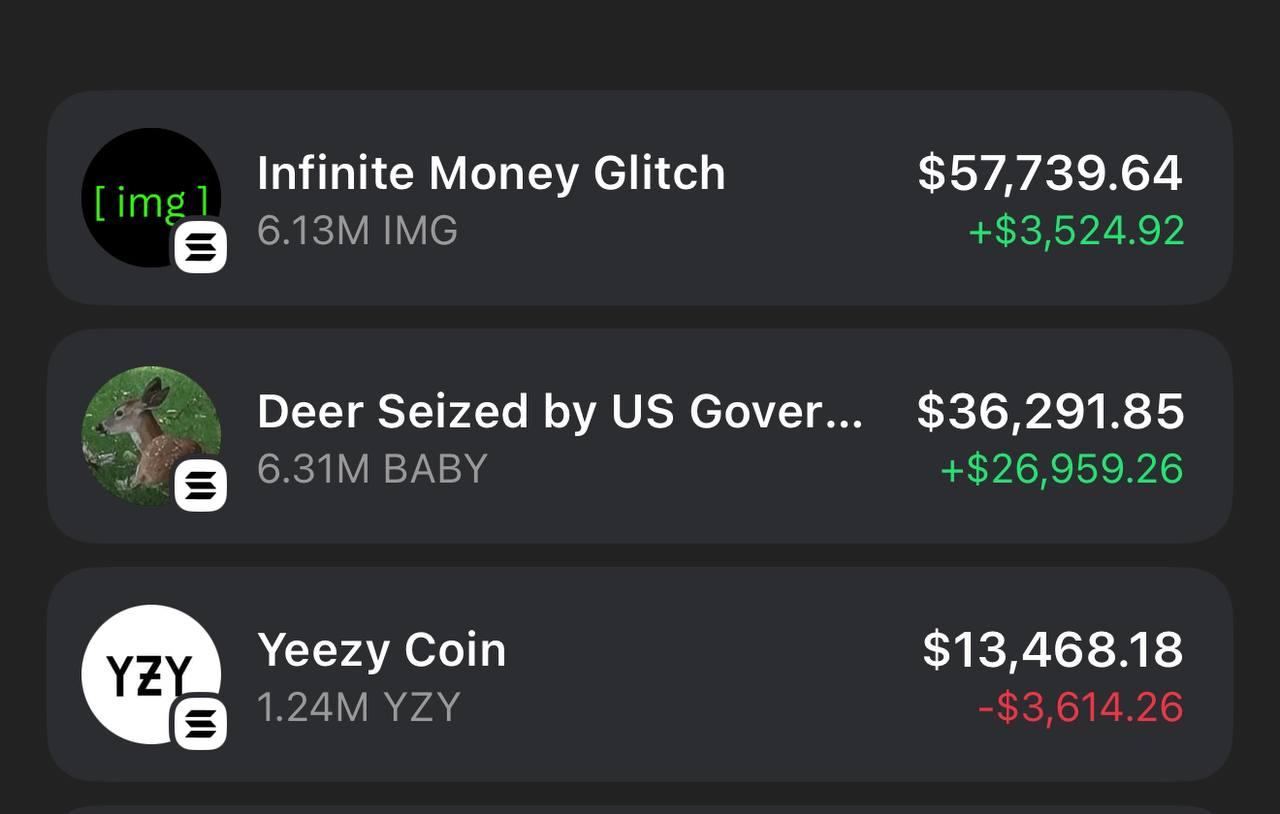 [ img ]
Infinite Money Glitch
$57,739.64
6.13M IMG
+$3,524.92
Deer Seized by US Gover...
$36,291.85
6.31M BABY
+$26,959.26
YZY
Yeezy Coin
$13,468.18
1.24M YZY
-$3,614.26